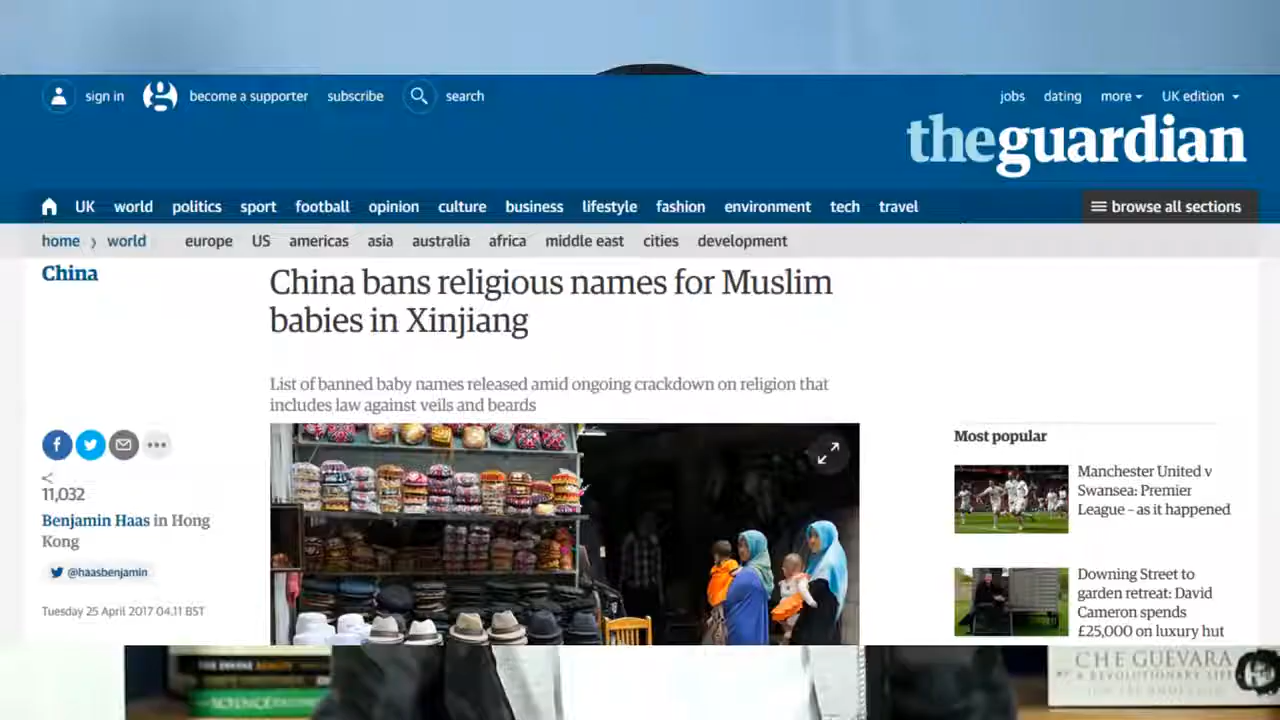 sign in
become a supporter
subscribe
search
jobs
dating
more
UK edition
theguardian
UK
world
politics
sport
football
opinion
culture
business
lifestyle
fashion
environment
tech
travel
browse all sections
home
world
europe
US
americas
asia
australia
africa
middle east
cities
development
China
China bans religious names for Muslim
babies in Xinjiang
List of banned baby names released amid ongoing crackdown on religion that
includes law against veils and beards
11,032
Benjamin Haas in Hong
Kong
@haasbenjamin
Tuesday 25 April 2017 04.11 BST
Most popular
Manchester United v
Swansea: Premier
League – as it happened
Downing Street to
garden retreat: David
Cameron spends
£25,000 on luxury hut
CHE GUEVARA
A REVOLUTIONARY LIFE